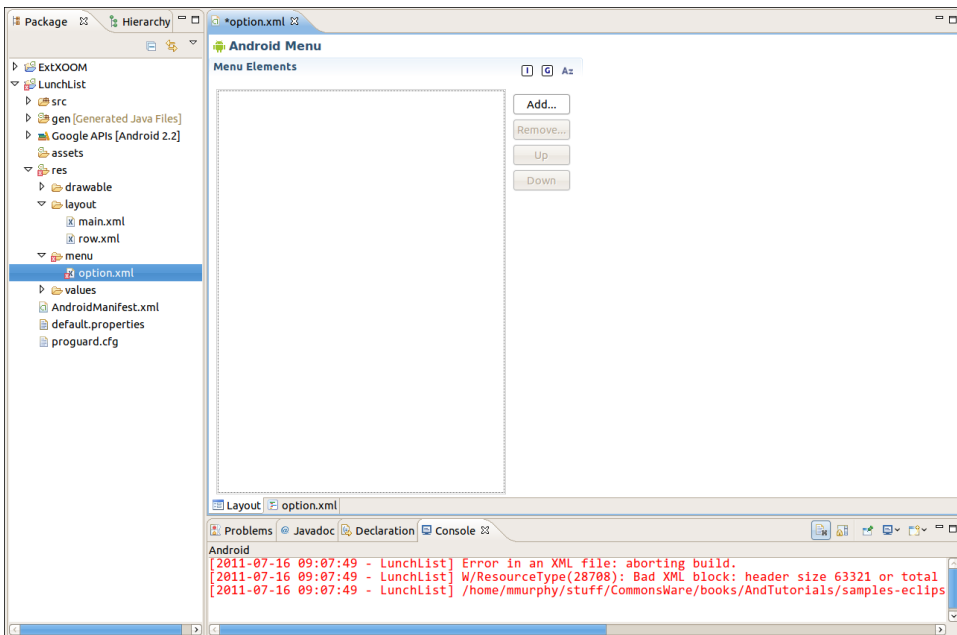 Package
Hierarchy
ExtXOOM
LunchList
src
gen [Generated Java Files]
Google APIs [Android 2.2]
assets
res
drawable
layout
main.xml
row.xml
menu
option.xml
values
AndroidManifest.xml
default.properties
proguard.cfg
*option.xml
Android Menu
Menu Elements
I G Az
Add...
Remove...
Up
Down
Layout option.xml
Problems @ Javadoc Declaration Console
Android
[2011-07-16 09:07:49 - LunchList] Error in an XML file: aborting build.
[2011-07-16 09:07:49 - LunchList] W/ResourceType(28708): Bad XML block: header size 63321 or total
[2011-07-16 09:07:49 - LunchList] /home/mmurphy/stuff/CommonsWare/books/AndTutorials/samples-eclips